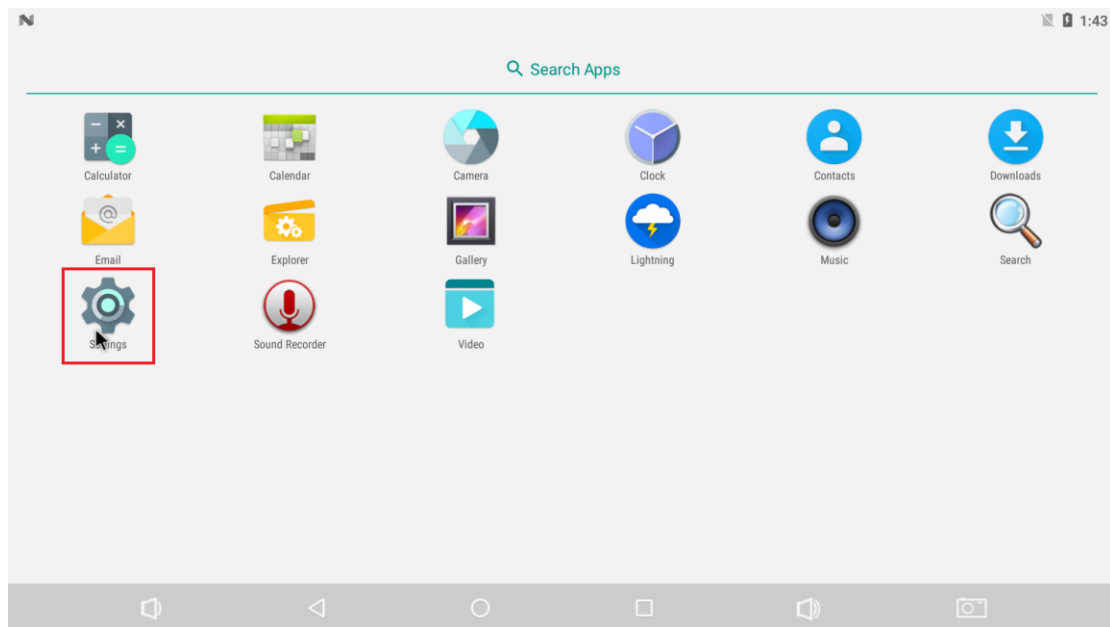 1:43
Search Apps
Calculator Calendar Camera Clock Contacts Downloads
Email Explorer Gallery Lightning Music Search
Settings Sound Recorder Video